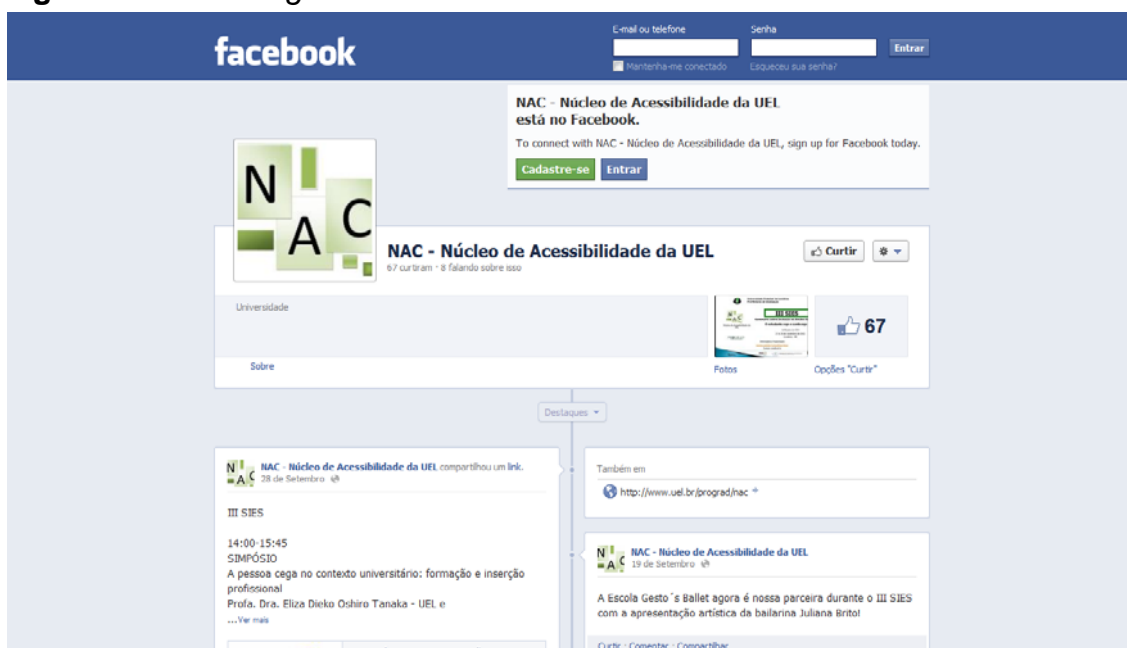 facebook
E-mail ou telefone
Senha
Entrar
Mantenha-me conectado
Esqueceu sua senha?
NAC - Núcleo de Acessibilidade da UEL
está no Facebook.
To connect with NAC - Núcleo de Acessibilidade da UEL, sign up for Facebook today.
Cadastre-se
Entrar
N
A
C
NAC - Núcleo de Acessibilidade da UEL
67 curtiram · 8 falando sobre isso
Curtir
Universidade
III SIES
67
Sobre
Fotos
Opções "Curtir"
Destaques
NAC - Núcleo de Acessibilidade da UEL compartilhou um link.
28 de Setembro
III SIES
14:00-15:45
SIMPÓSIO
A pessoa cega no contexto universitário: formação e inserção
profissional
Profa. Dra. Eliza Dieko Oshiro Tanaka - UEL e
...Ver mais
Também em
http://www.uel.br/prograd/nac
NAC - Núcleo de Acessibilidade da UEL
19 de Setembro
A Escola Gesto´s Ballet agora é nossa parceira durante o III SIES
com a apresentação artística da bailarina Juliana Brito!
Curtir · Comentar · Compartilhar